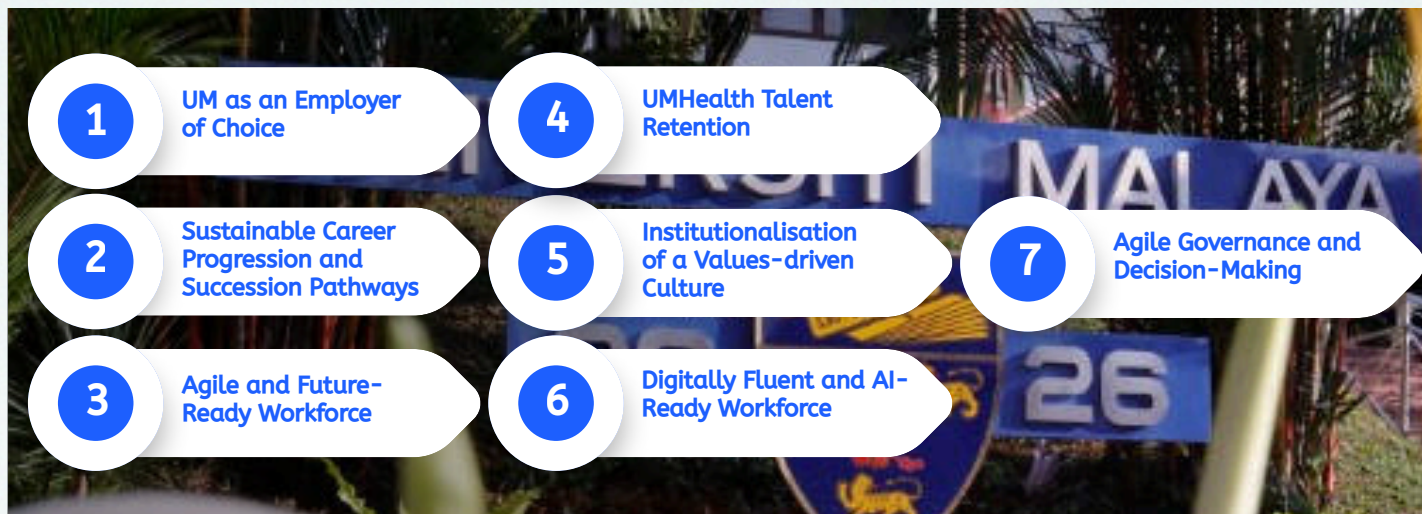 1
UM as an Employer
of Choice
2
Sustainable Career
Progression and
Succession Pathways
3
Agile and Future-
Ready Workforce
4
UMHealth Talent
Retention
5
Institutionalisation
of a Values-driven
Culture
6
Digitally Fluent and AI-
Ready Workforce
7
Agile Governance and
Decision-Making
MALAYA
26